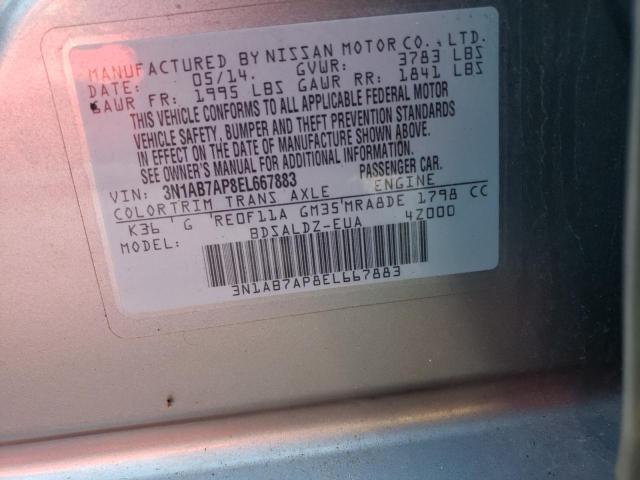 MANUFACTURED BY NISSAN MOTOR CO., LTD.
DATE: 05/14. GVWR: 3783 LBS
GAWR FR: 1995 LBS GAWR RR: 1841 LBS
THIS VEHICLE CONFORMS TO ALL APPLICABLE FEDERAL MOTOR
VEHICLE SAFETY, BUMPER AND THEFT PREVENTION STANDARDS
IN EFFECT ON THE DATE OF MANUFACTURE SHOWN ABOVE.
SEE OWNER'S MANUAL FOR ADDITIONAL INFORMATION.
VIN: 3N1AB7AP8EL667883 PASSENGER CAR.
COLORTRIM TRANS AXLE ENGINE
K36 ' G 'RE0F11A GM35'MRA8DE 1798 CC
MODEL: BDSALDZ-EUA 4Z000
3N1AB7AP8EL667883